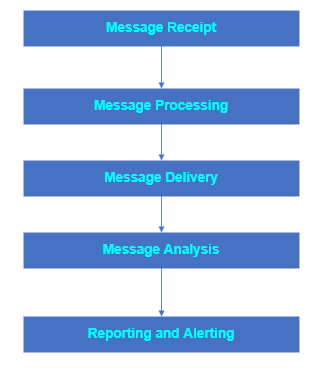 Message Receipt
Message Processing
Message Delivery
Message Analysis
Reporting and Alerting